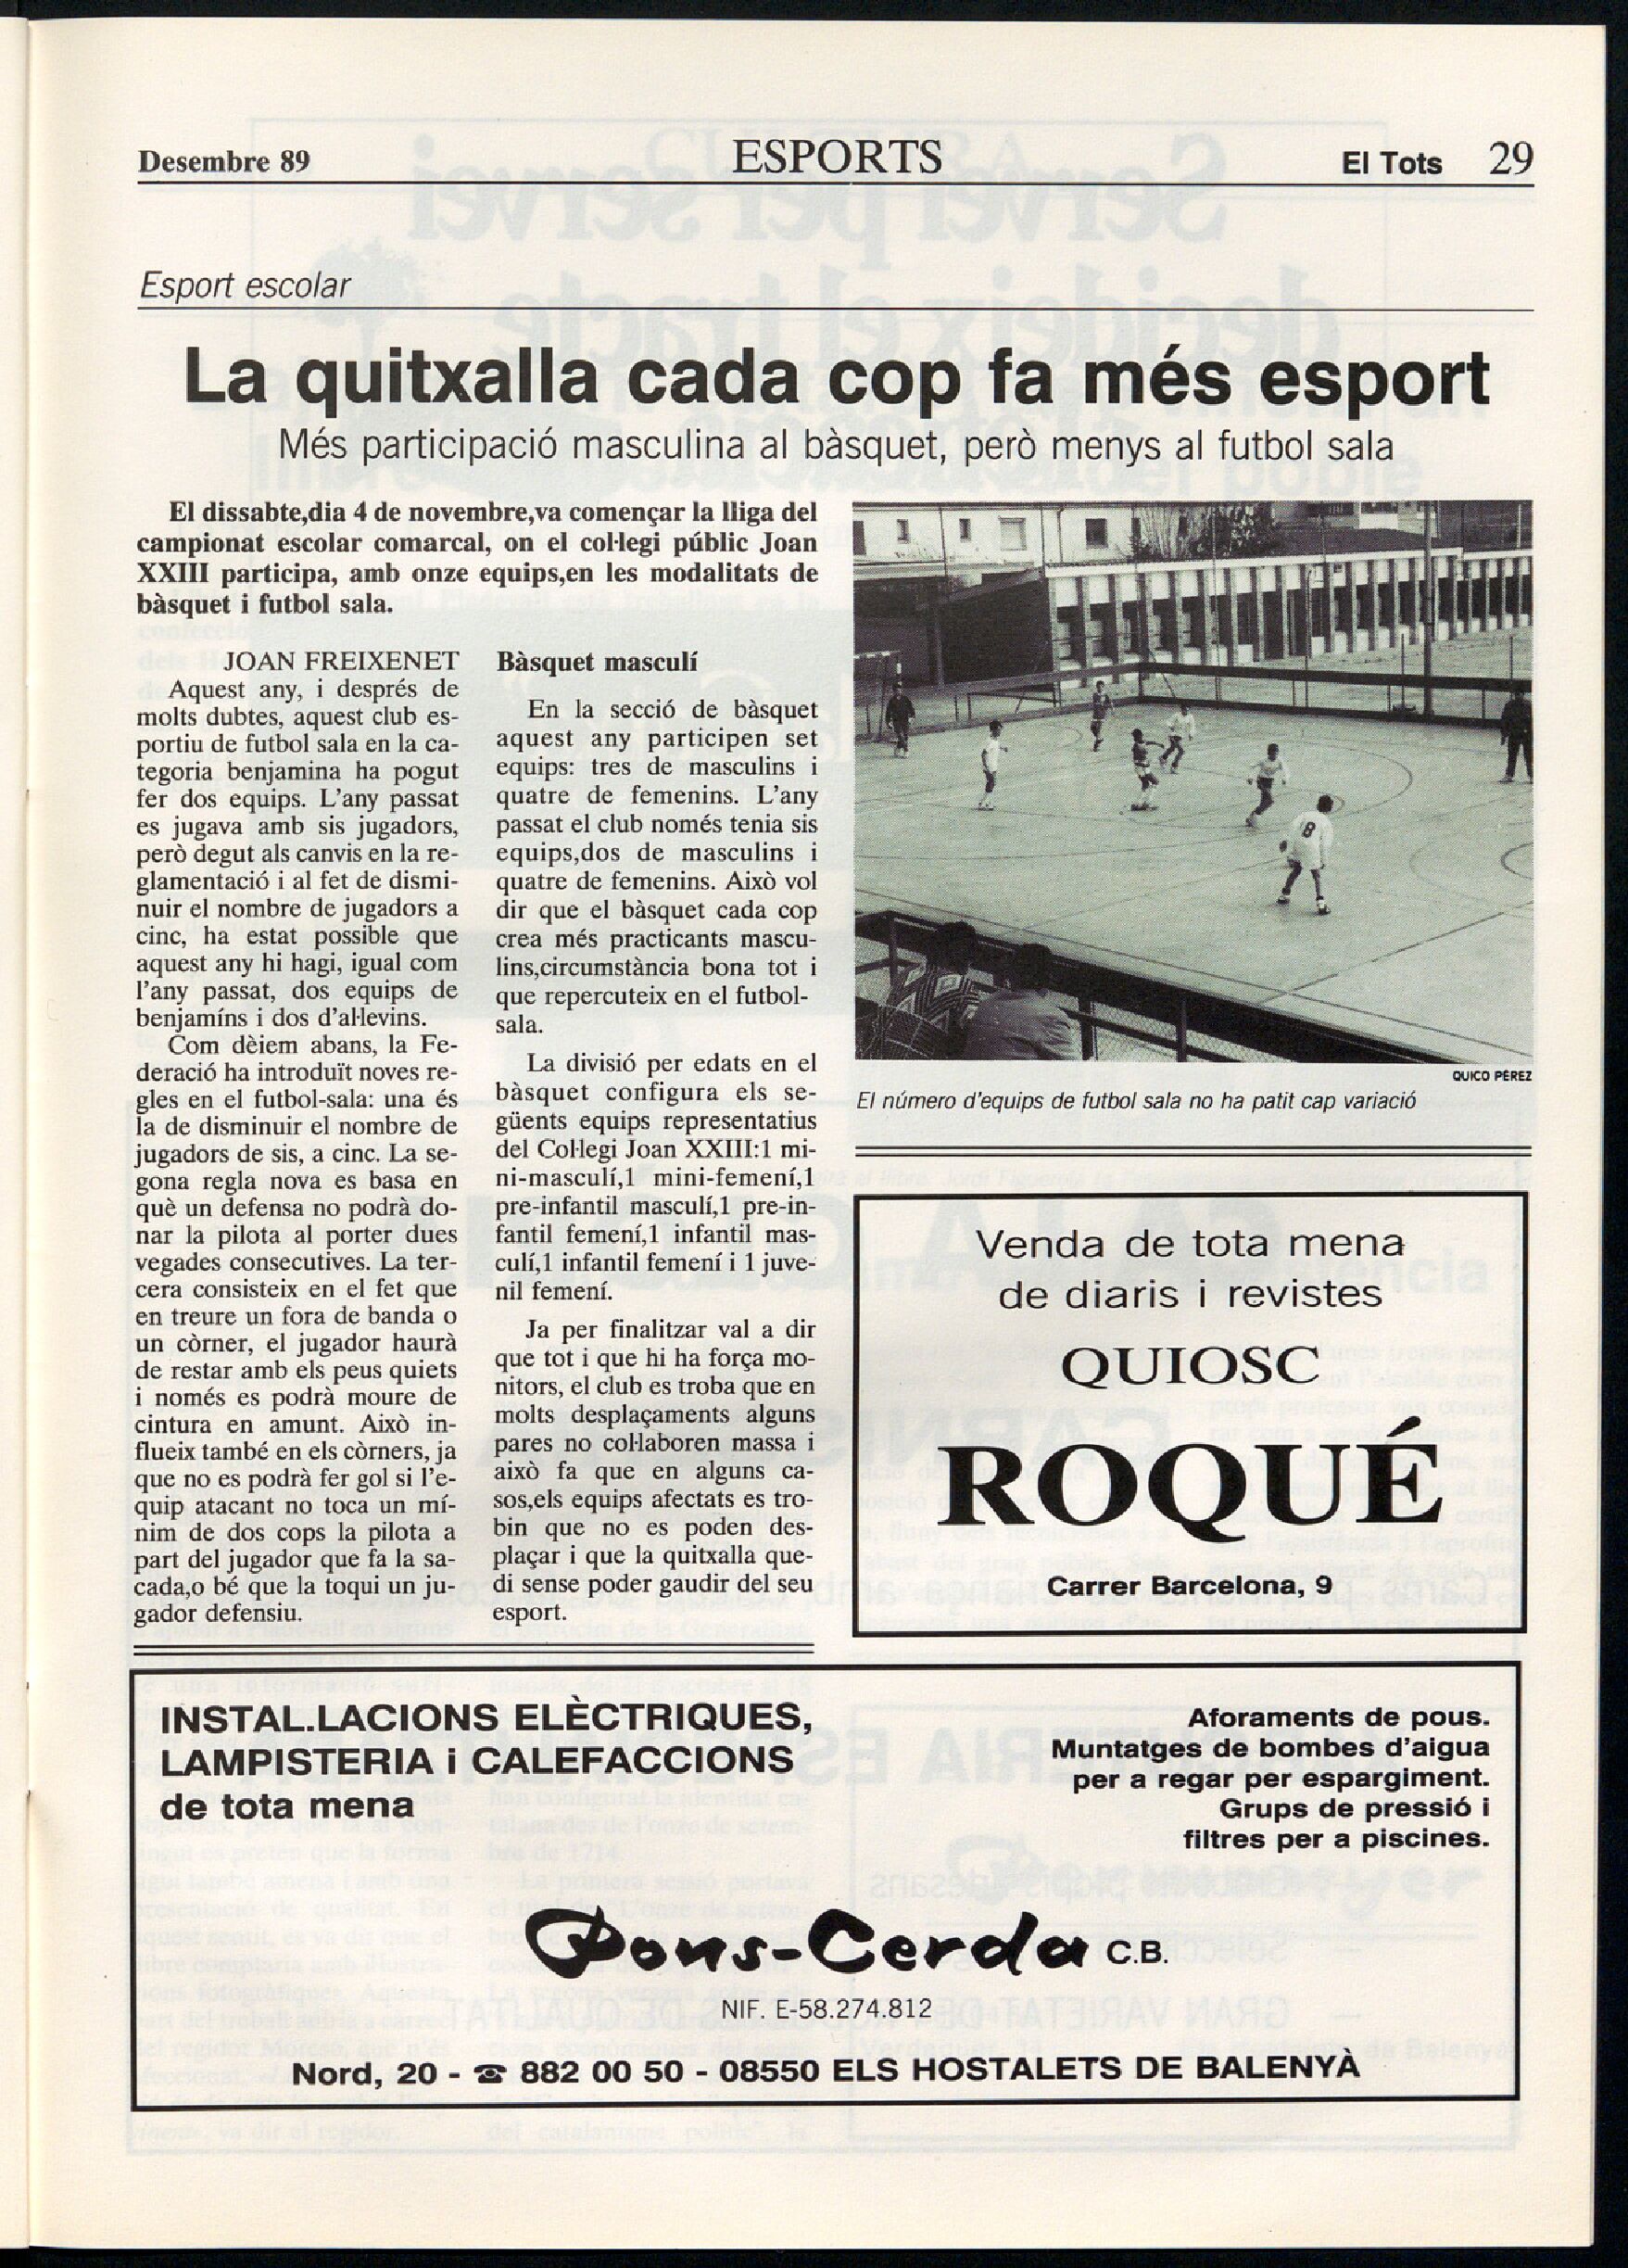 Desembre 89 ESPORTS El Tots 29
Esport escolar
La quitxalla cada cop fa més esport
Més participació masculina al bàsquet, però menys al futbol sala
El dissabte,dia 4 de novembre,va començar la lliga del
campionat escolar comarcal, on el col·legi públic Joan
XXIII participa, amb onze equips,en les modalitats de
bàsquet i futbol sala.
JOAN FREIXENET
Aquest any, i després de
molts dubtes, aquest club es-
portiu de futbol sala en la ca-
tegoria benjamina ha pogut
fer dos equips. L'any passat
es jugava amb sis jugadors,
però degut als canvis en la re-
glamentació i al fet de dismi-
nuir el nombre de jugadors a
cinc, ha estat possible que
aquest any hi hagi, igual com
l'any passat, dos equips de
benjamíns i dos d'al·levins.
Com dèiem abans, la Fe-
deració ha introduït noves re-
gles en el futbol-sala: una és
la de disminuir el nombre de
jugadors de sis, a cinc. La se-
gona regla nova es basa en
què un defensa no podrà do-
nar la pilota al porter dues
vegades consecutives. La ter-
cera consisteix en el fet que
en treure un fora de banda o
un còrner, el jugador haurà
de restar amb els peus quiets
i només es podrà moure de
cintura en amunt. Això in-
flueix també en els còrners, ja
que no es podrà fer gol si l'e-
quip atacant no toca un mí-
nim de dos cops la pilota a
part del jugador que fa la sa-
cada,o bé que la toqui un ju-
gador defensiu.
Bàsquet masculí
En la secció de bàsquet
aquest any participen set
equips: tres de masculins i
quatre de femenins. L'any
passat el club només tenia sis
equips,dos de masculins i
quatre de femenins. Això vol
dir que el bàsquet cada cop
crea més practicants mascu-
lins,circumstància bona tot i
que repercuteix en el futbol-
sala.
La divisió per edats en el
bàsquet configura els se-
güents equips representatius
del Col·legi Joan XXIII:1 mi-
ni-masculí,1 mini-femení,1
pre-infantil masculí,1 pre-in-
fantil femení,1 infantil mas-
culí,1 infantil femení i 1 juve-
nil femení.
Ja per finalitzar val a dir
que tot i que hi ha força mo-
nitors, el club es troba que en
molts desplaçaments alguns
pares no col·laboren massa i
això fa que en alguns ca-
sos,els equips afectats es tro-
bin que no es poden des-
plaçar i que la quitxalla que-
di sense poder gaudir del seu
esport.
8
QUICO PÉREZ
El número d'equips de futbol sala no ha patit cap variació
Venda de tota mena
de diaris i revistes
QUIOSC
ROQUÉ
Carrer Barcelona, 9
INSTAL.LACIONS ELÈCTRIQUES,
LAMPISTERIA i CALEFACCIONS
de tota mena
Aforaments de pous.
Muntatges de bombes d'aigua
per a regar per espargiment.
Grups de pressió i
filtres per a piscines.
Pons-Cerda C.B.
NIF. E-58.274.812
Nord, 20 - ☎ 882 00 50 - 08550 ELS HOSTALETS DE BALENYÀ